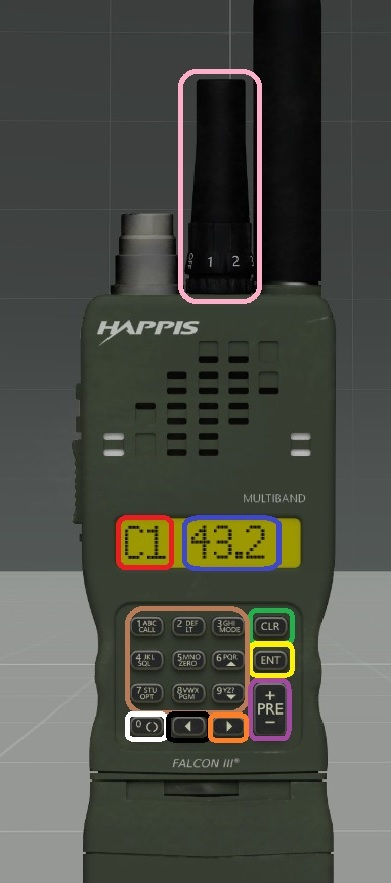 OFF 1 2
HAPPIS
MULTIBAND
C1 43.2
1 ABC CALL 2 DEF LT 3 GHI MODE CLR
4 JKL SQL 5 MNO ZERO 6 PQR ENT
7 STU OPT 8 VWX PGM 9 YZ? + PRE −
0
FALCON III®